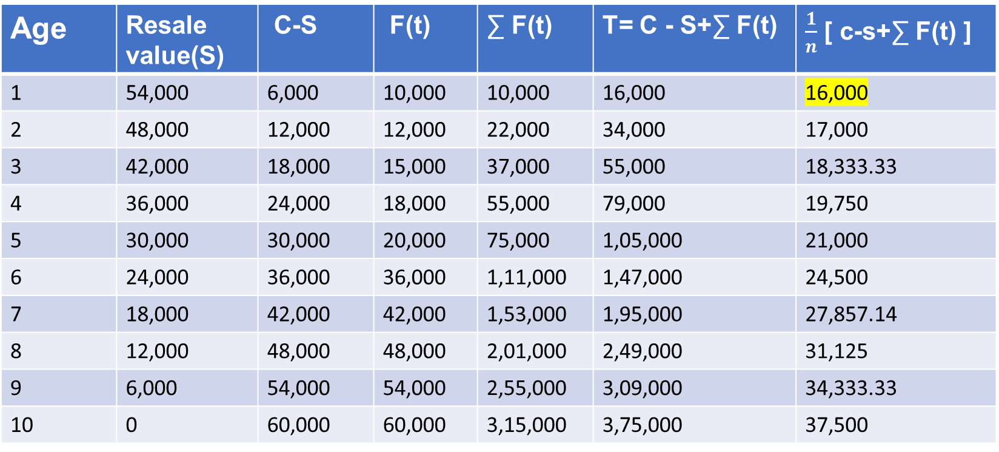 Age Resale value(S) C-S F(t) ∑ F(t) T= C - S+∑ F(t) 1/n [ c-s+∑ F(t) ]
1 54,000 6,000 10,000 10,000 16,000 16,000
2 48,000 12,000 12,000 22,000 34,000 17,000
3 42,000 18,000 15,000 37,000 55,000 18,333.33
4 36,000 24,000 18,000 55,000 79,000 19,750
5 30,000 30,000 20,000 75,000 1,05,000 21,000
6 24,000 36,000 36,000 1,11,000 1,47,000 24,500
7 18,000 42,000 42,000 1,53,000 1,95,000 27,857.14
8 12,000 48,000 48,000 2,01,000 2,49,000 31,125
9 6,000 54,000 54,000 2,55,000 3,09,000 34,333.33
10 0 60,000 60,000 3,15,000 3,75,000 37,500